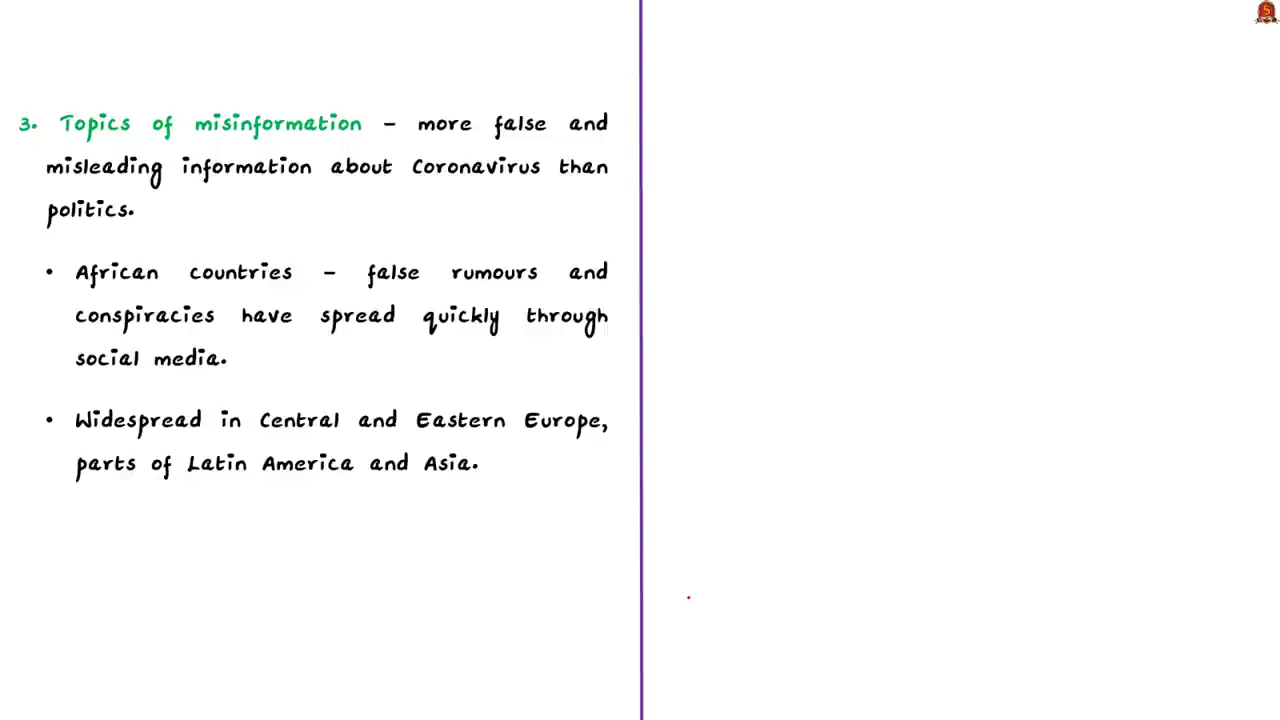 3. Topics of misinformation – more false and
misleading information about Coronavirus than
politics.
• African countries – false rumours and
conspiracies have spread quickly through
social media.
• Widespread in Central and Eastern Europe,
parts of Latin America and Asia.